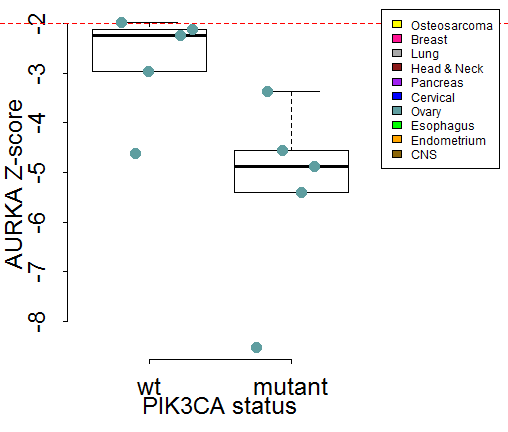 -2
-3
-4
-5
-6
-7
-8
AURKA Z-score
wt mutant
PIK3CA status
Osteosarcoma
Breast
Lung
Head & Neck
Pancreas
Cervical
Ovary
Esophagus
Endometrium
CNS